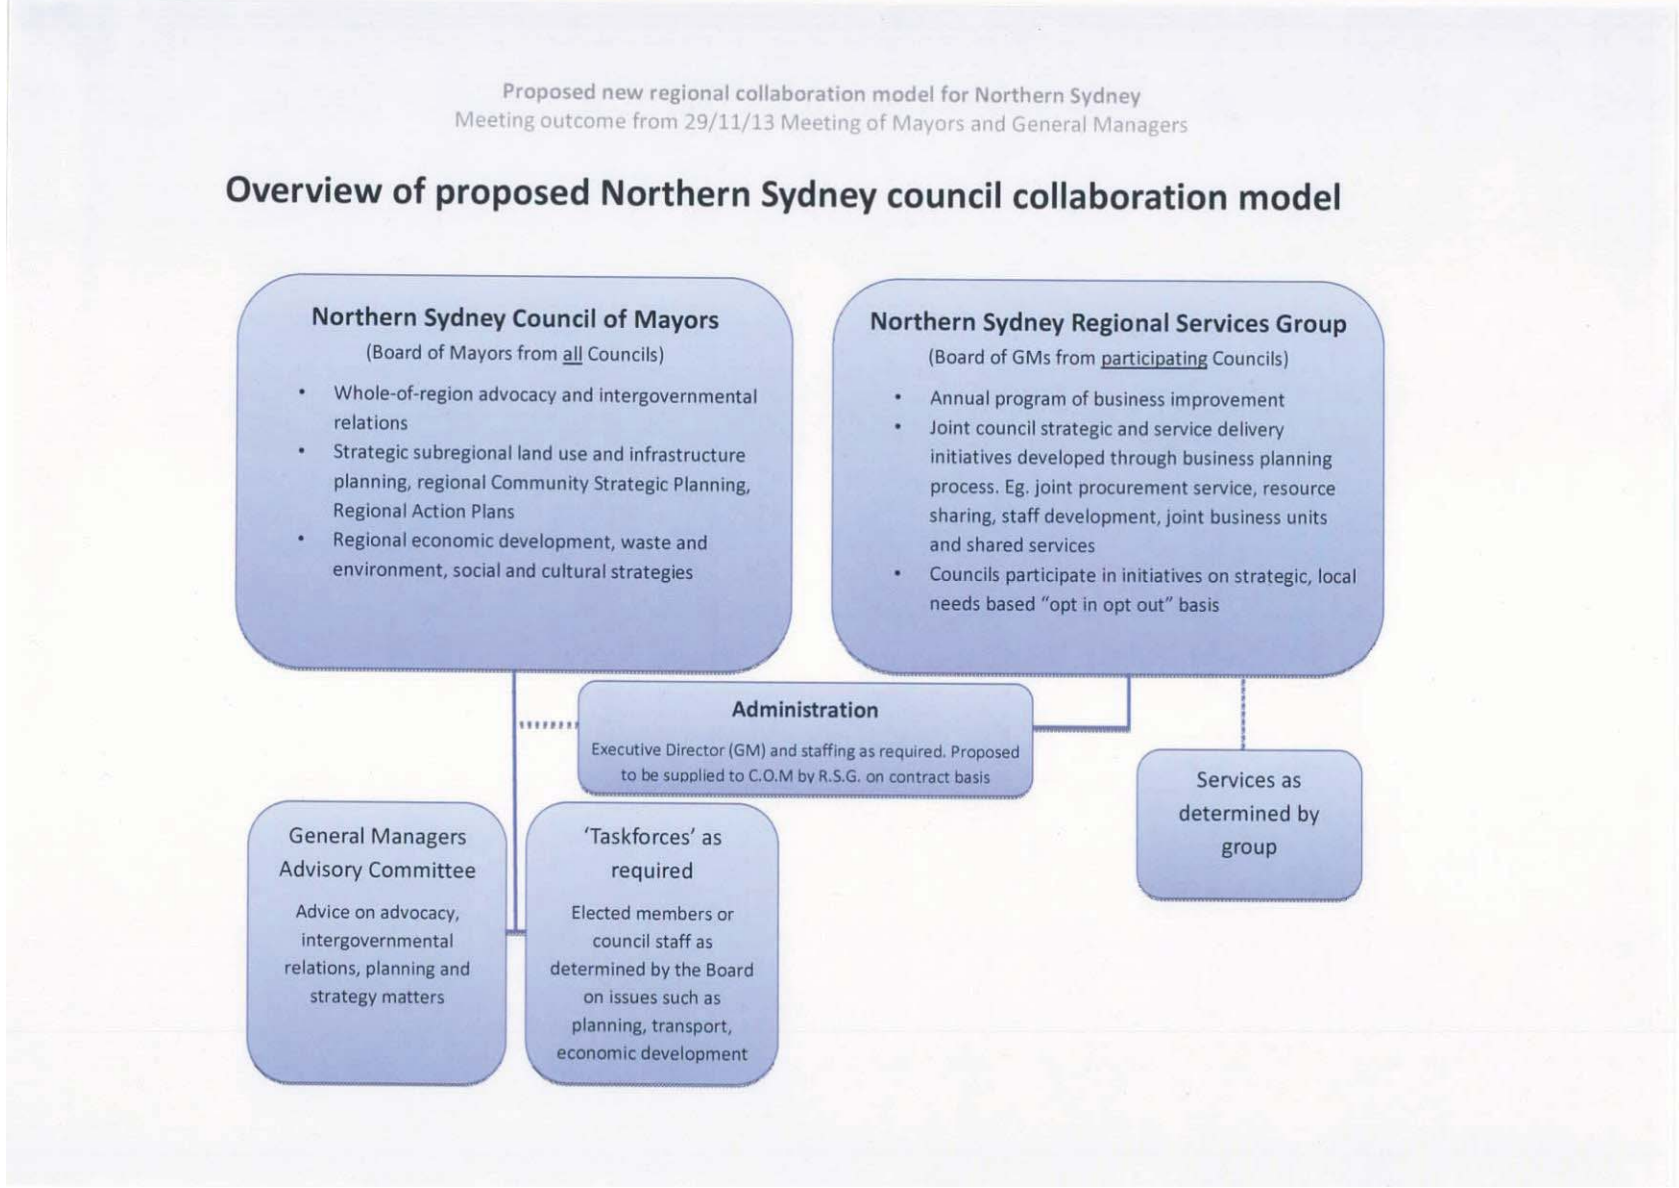 Proposed new regional collaboration model for Northern Sydney
Meeting outcome from 29/11/13 Meeting of Mayors and General Managers
Overview of proposed Northern Sydney council collaboration model
Northern Sydney Council of Mayors
(Board of Mayors from all Councils)
• Whole-of-region advocacy and intergovernmental
relations
• Strategic subregional land use and infrastructure
planning, regional Community Strategic Planning,
Regional Action Plans
• Regional economic development, waste and
environment, social and cultural strategies
Northern Sydney Regional Services Group
(Board of GMs from participating Councils)
• Annual program of business improvement
• Joint council strategic and service delivery
initiatives developed through business planning
process. Eg. joint procurement service, resource
sharing, staff development, joint business units
and shared services
• Councils participate in initiatives on strategic, local
needs based “opt in opt out” basis
Administration
Executive Director (GM) and staffing as required. Proposed
to be supplied to C.O.M by R.S.G. on contract basis
Services as
determined by
group
General Managers
Advisory Committee
Advice on advocacy,
intergovernmental
relations, planning and
strategy matters
‘Taskforces’ as
required
Elected members or
council staff as
determined by the Board
on issues such as
planning, transport,
economic development